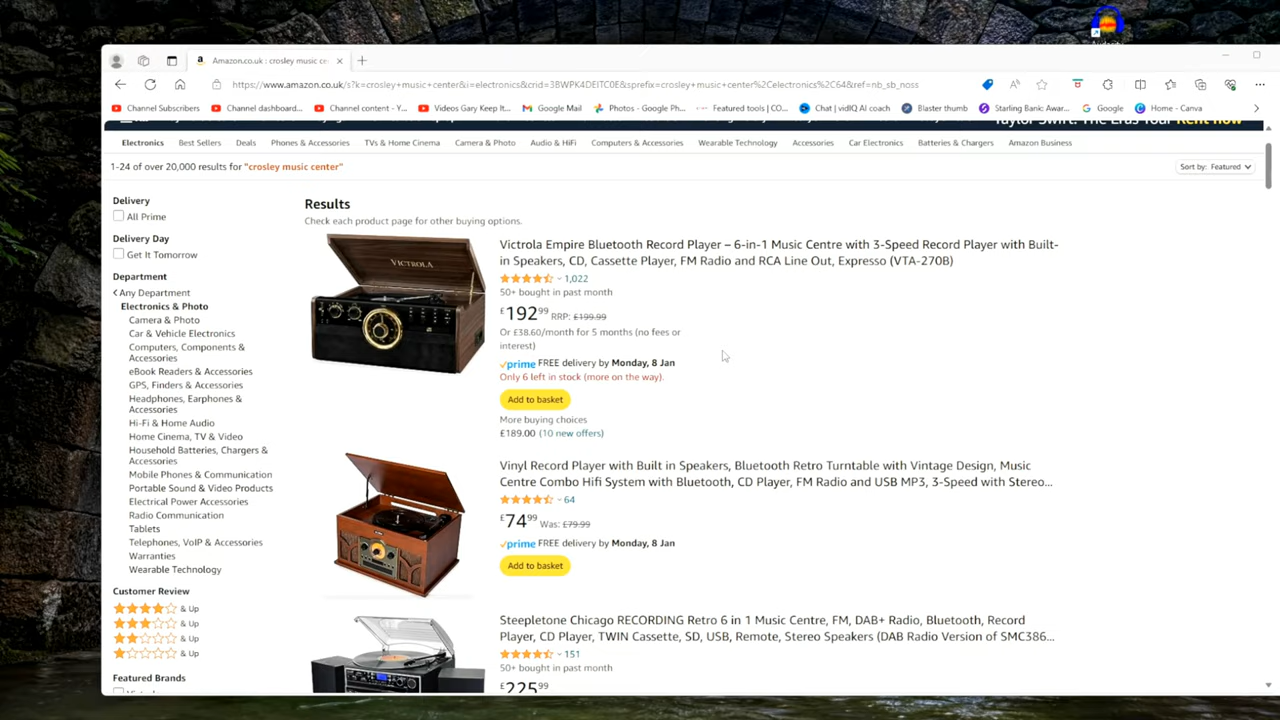 Amazon.co.uk : crosley music ce
https://www.amazon.co.uk/s?k=crosley+music+center&i=electronics&crid=3BWPK4DEITC0E&sprefix=crosley+music+center%2Celectronics%2C64&ref=nb_sb_noss
Channel Subscribers
Channel dashboard...
Channel content - Y...
Videos Gary Keep It...
Google Mail
Photos - Google Ph...
Featured tools | CO...
Chat | vidIQ AI coach
Blaster thumb
Starling Bank: Awar...
Google
Home - Canva
Taylor Swift: The Eras Tour Rent now
Electronics Best Sellers Deals Phones & Accessories TVs & Home Cinema Camera & Photo Audio & HiFi Computers & Accessories Wearable Technology Accessories Car Electronics Batteries & Chargers Amazon Business
1-24 of over 20,000 results for "crosley music center"
Sort by: Featured
Delivery
All Prime
Delivery Day
Get It Tomorrow
Department
Any Department
Electronics & Photo
Camera & Photo
Car & Vehicle Electronics
Computers, Components &
Accessories
eBook Readers & Accessories
GPS, Finders & Accessories
Headphones, Earphones &
Accessories
Hi-Fi & Home Audio
Home Cinema, TV & Video
Household Batteries, Chargers &
Accessories
Mobile Phones & Communication
Portable Sound & Video Products
Electrical Power Accessories
Radio Communication
Tablets
Telephones, VoIP & Accessories
Warranties
Wearable Technology
Customer Review
& Up
& Up
& Up
& Up
Featured Brands
Results
Check each product page for other buying options.
VICTROLA
Victrola Empire Bluetooth Record Player – 6-in-1 Music Centre with 3-Speed Record Player with Built-
in Speakers, CD, Cassette Player, FM Radio and RCA Line Out, Expresso (VTA-270B)
1,022
50+ bought in past month
£192.99 RRP: £199.99
Or £38.60/month for 5 months (no fees or
interest)
prime FREE delivery by Monday, 8 Jan
Only 6 left in stock (more on the way).
Add to basket
More buying choices
£189.00 (10 new offers)
Vinyl Record Player with Built in Speakers, Bluetooth Retro Turntable with Vintage Design, Music
Centre Combo Hifi System with Bluetooth, CD Player, FM Radio and USB MP3, 3-Speed with Stereo...
64
£74.99 Was: £79.99
prime FREE delivery by Monday, 8 Jan
Add to basket
Steepletone Chicago RECORDING Retro 6 in 1 Music Centre, FM, DAB+ Radio, Bluetooth, Record
Player, CD Player, TWIN Cassette, SD, USB, Remote, Stereo Speakers (DAB Radio Version of SMC386...
151
50+ bought in past month
£225.99